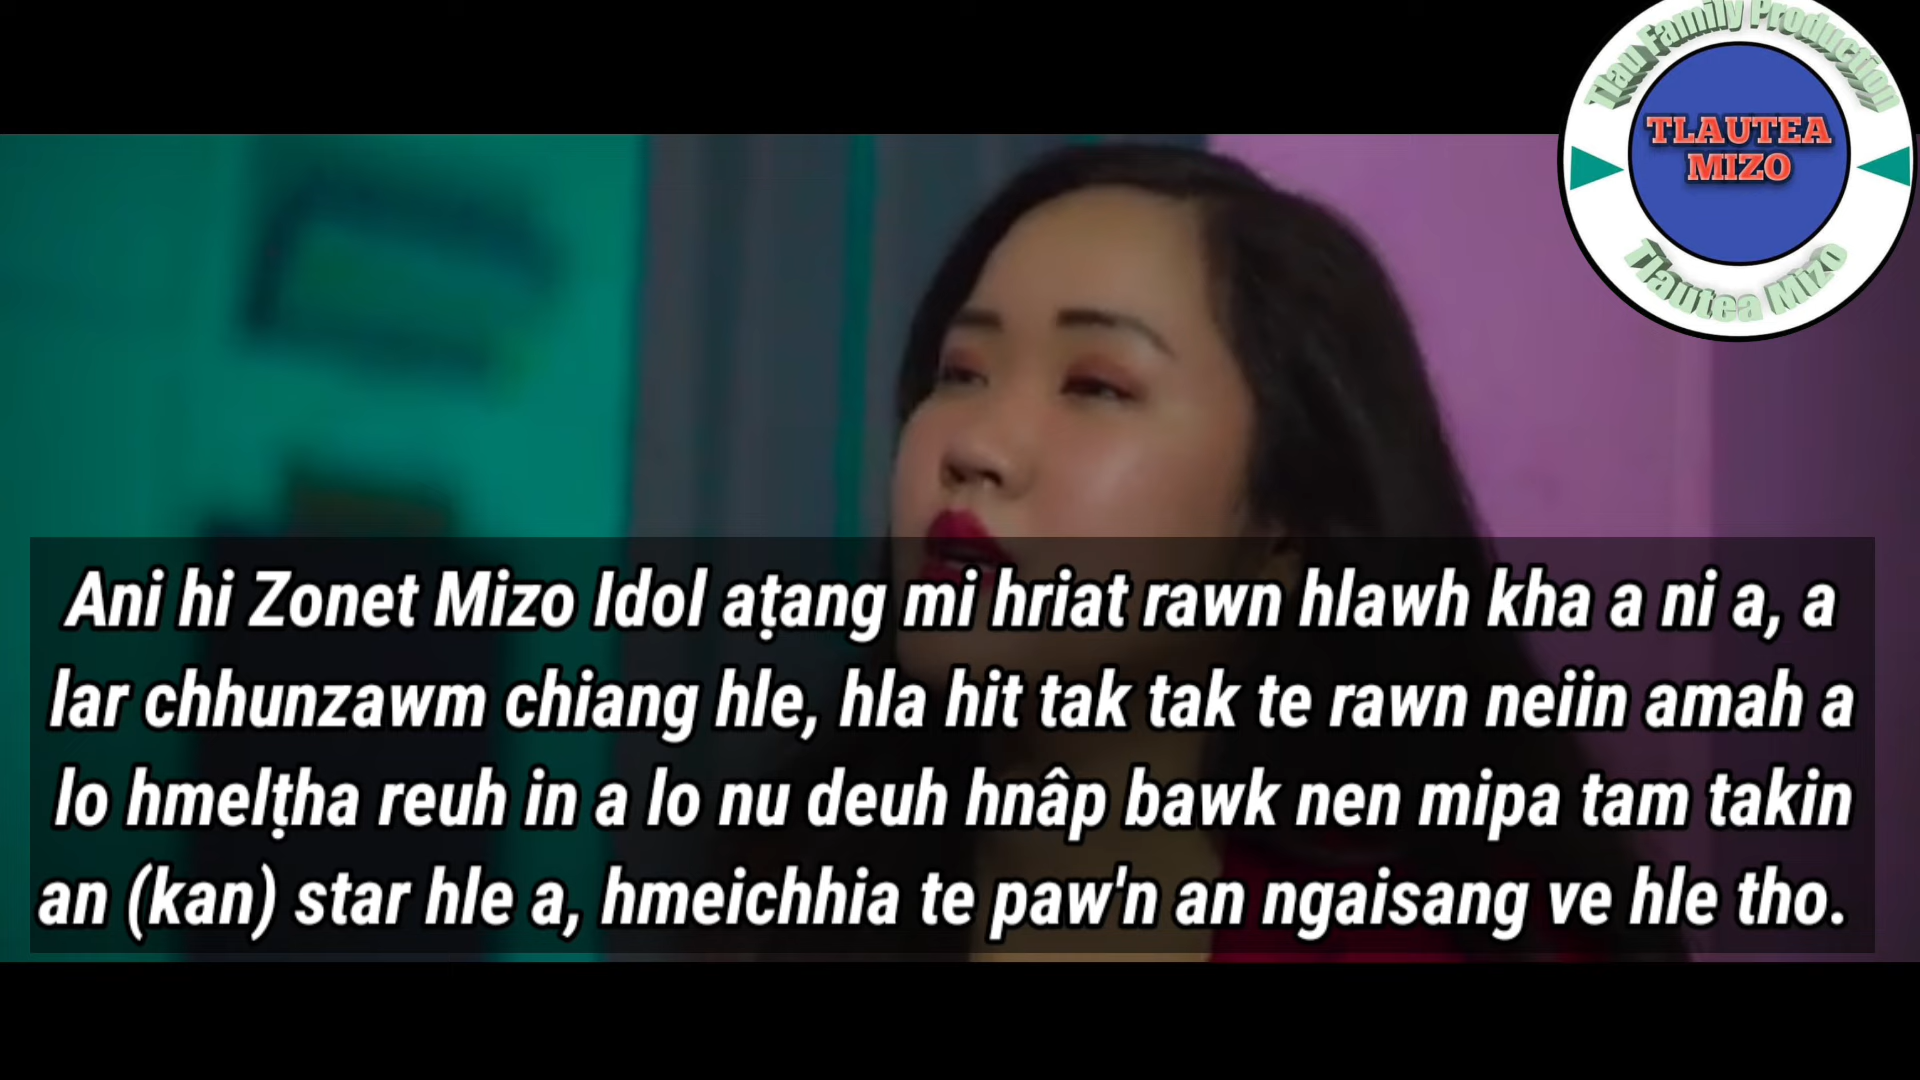 Tlau Family Production
TLAUTEA
MIZO
Tlautea Mizo
Ani hi Zonet Mizo Idol aṭang mi hriat rawn hlawh kha a ni a, a
lar chhunzawm chiang hle, hla hit tak tak te rawn neiin amah a
lo hmelṭha reuh in a lo nu deuh hnâp bawk nen mipa tam takin
an (kan) star hle a, hmeichhia te paw'n an ngaisang ve hle tho.